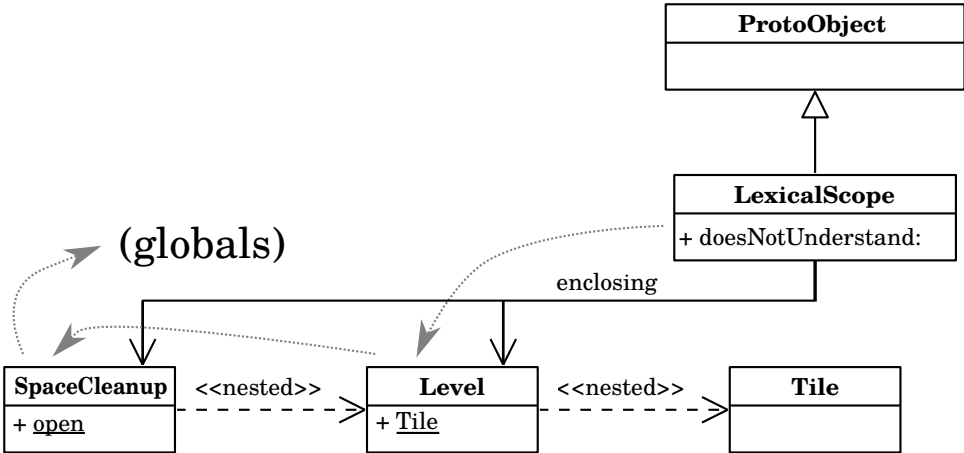 ProtoObject
LexicalScope
+ doesNotUnderstand:
(globals)
enclosing
SpaceCleanup
+ open
<<nested>>
Level
+ Tile
<<nested>>
Tile